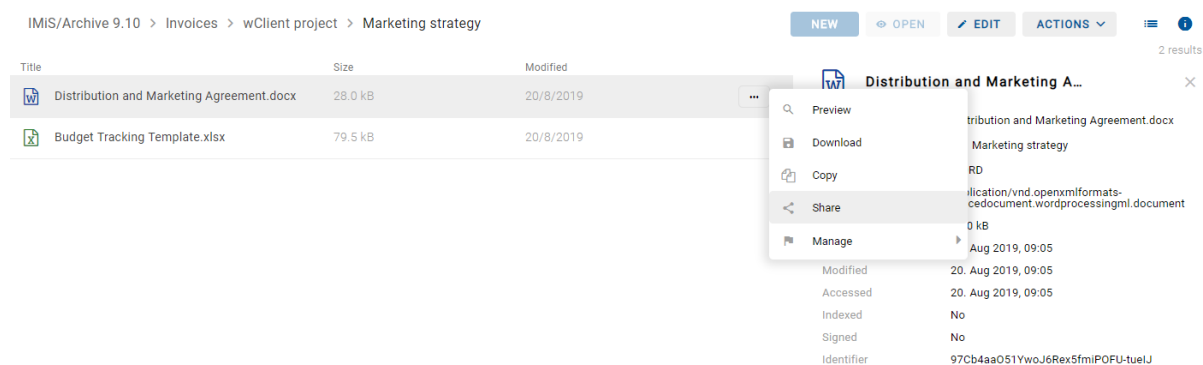 IMiS/Archive 9.10 > Invoices > wClient project > Marketing strategy
NEW
OPEN
EDIT
ACTIONS
2 results
Title Size Modified
Distribution and Marketing Agreement.docx 28.0 kB 20/8/2019
Budget Tracking Template.xlsx 79.5 kB 20/8/2019
Distribution and Marketing A...
Preview
Download
Copy
Share
Manage
tribution and Marketing Agreement.docx
Marketing strategy
RD
lication/vnd.openxmlformats-
cedocument.wordprocessingml.document
0 kB
Aug 2019, 09:05
Modified 20. Aug 2019, 09:05
Accessed 20. Aug 2019, 09:05
Indexed No
Signed No
Identifier 97Cb4aaO51YwoJ6Rex5fmiPOFU-tuelJ